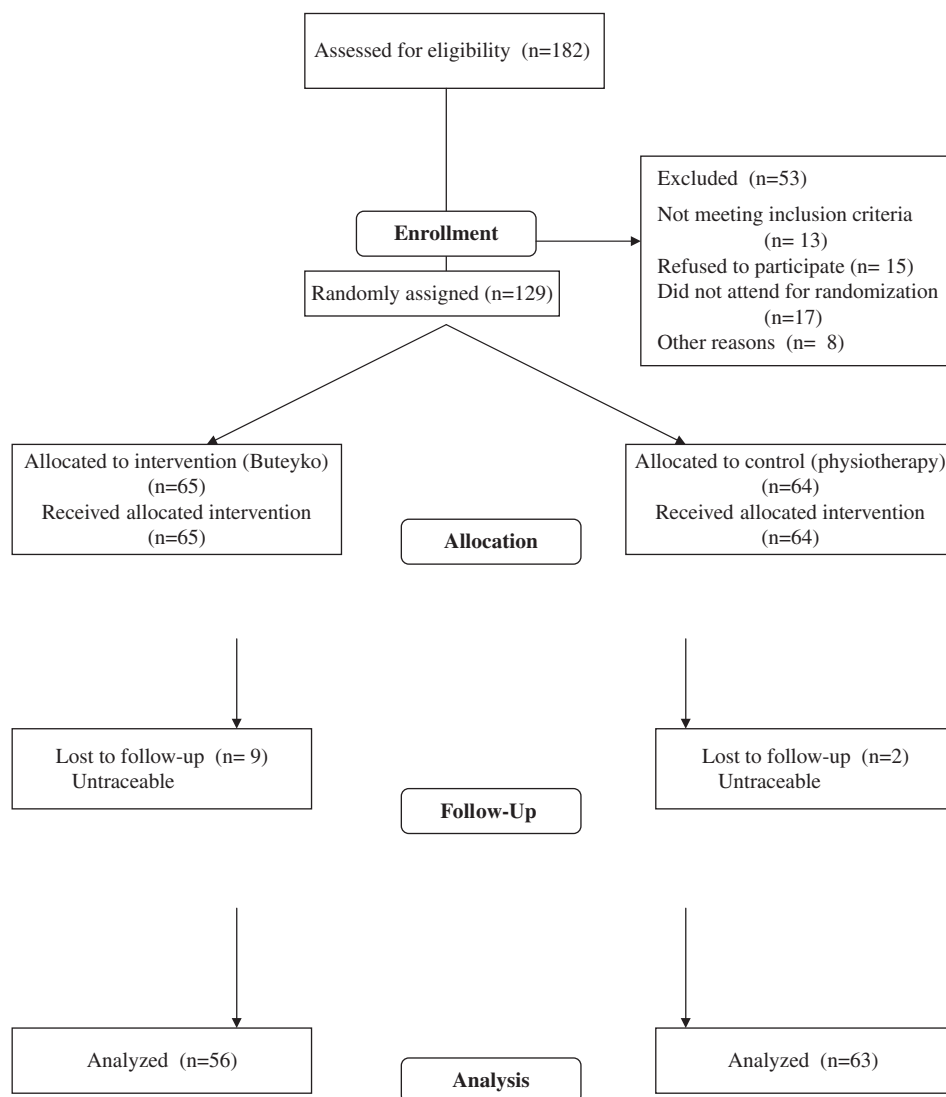 Assessed for eligibility (n=182)
Excluded (n=53)
Not meeting inclusion criteria
(n= 13)
Refused to participate (n= 15)
Did not attend for randomization
(n=17)
Other reasons (n= 8)
Enrollment
Randomly assigned (n=129)
Allocated to intervention (Buteyko)
(n=65)
Received allocated intervention
(n=65)
Allocated to control (physiotherapy)
(n=64)
Received allocated intervention
(n=64)
Allocation
Lost to follow-up (n= 9)
Untraceable
Lost to follow-up (n=2)
Untraceable
Follow-Up
Analyzed (n=56)
Analyzed (n=63)
Analysis